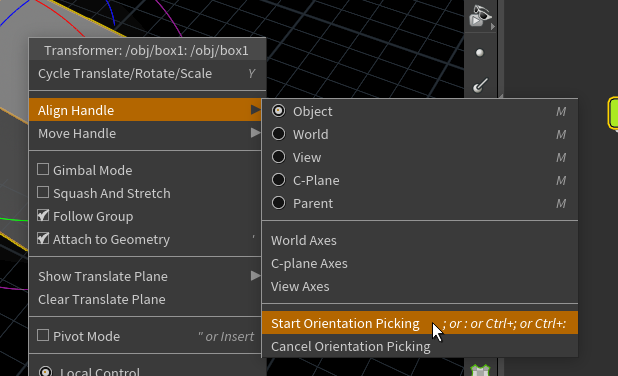 Transformer: /obj/box1: /obj/box1
Cycle Translate/Rotate/Scale Y
Align Handle
Move Handle
Gimbal Mode
Squash And Stretch
Follow Group
Attach to Geometry '
Show Translate Plane
Clear Translate Plane
Pivot Mode " or Insert
Local Control
Object M
World M
View M
C-Plane M
Parent M
World Axes
C-plane Axes
View Axes
Start Orientation Picking ; or : or Ctrl+; or Ctrl+:
Cancel Orientation Picking